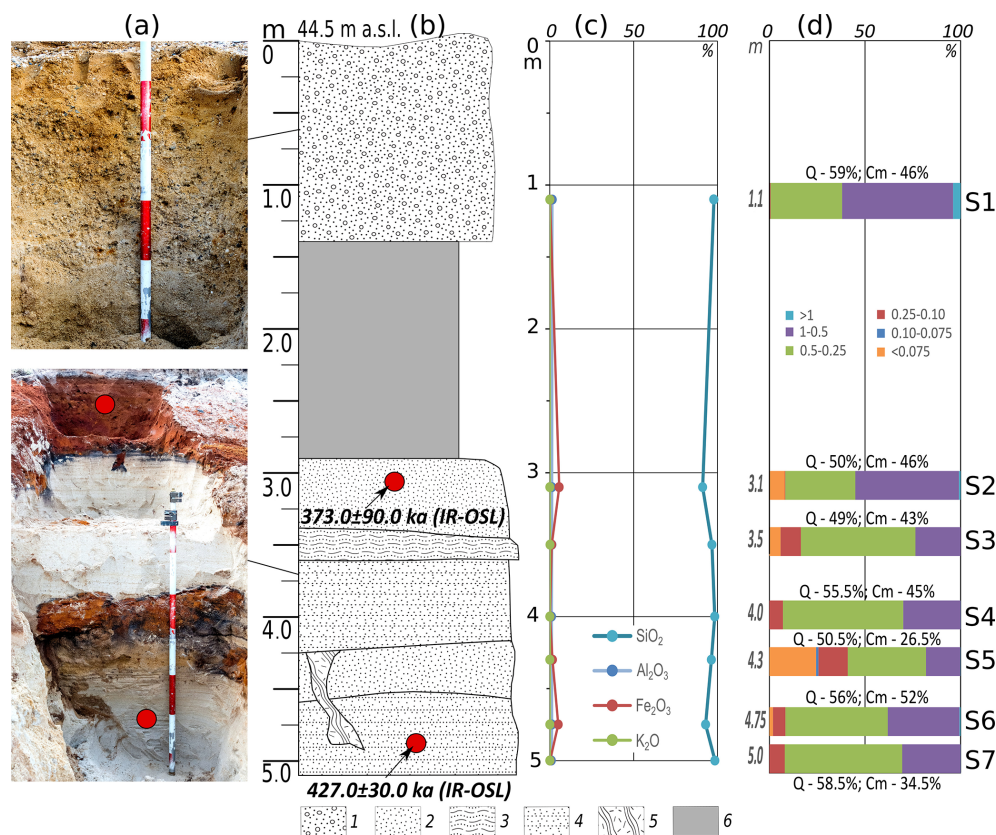 (a)
m
44.5 m a.s.l.
(b)
(c)
(d)
0
1.0
2.0
3.0
4.0
5.0
373.0±90.0 ka (IR-OSL)
427.0±30.0 ka (IR-OSL)
1
2
3
4
5
6
0
m
50
100
%
1
2
3
4
5
SiO₂
Al₂O₃
Fe₂O₃
K₂O
0
m
50
100
%
Q - 59%; Cm - 46%
1.1
S1
>1
0.25-0.10
1-0.5
0.10-0.075
0.5-0.25
<0.075
Q - 50%; Cm - 46%
3.1
S2
Q - 49%; Cm - 43%
3.5
S3
Q - 55.5%; Cm - 45%
4.0
S4
Q - 50.5%; Cm - 26.5%
4.3
S5
Q - 56%; Cm - 52%
4.75
S6
5.0
S7
Q - 58.5%; Cm - 34.5%